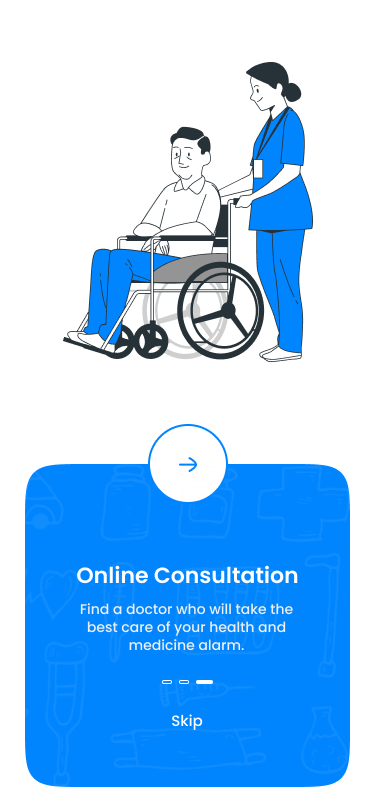 Online Consultation
Find a doctor who will take the
best care of your health and
medicine alarm.
Skip